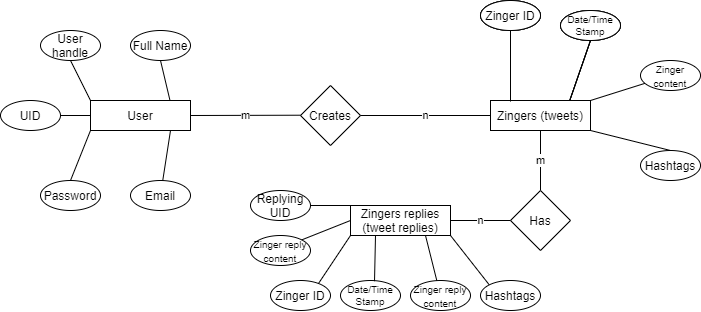 Zinger ID
Date/Time
Stamp
User
handle
Full Name
Zinger
content
UID
User
m
Creates
n
Zingers (tweets)
m
Hashtags
Password
Email
Replying
UID
Zingers replies
(tweet replies)
n
Has
Zinger reply
content
Zinger ID
Date/Time
Stamp
Zinger reply
content
Hashtags